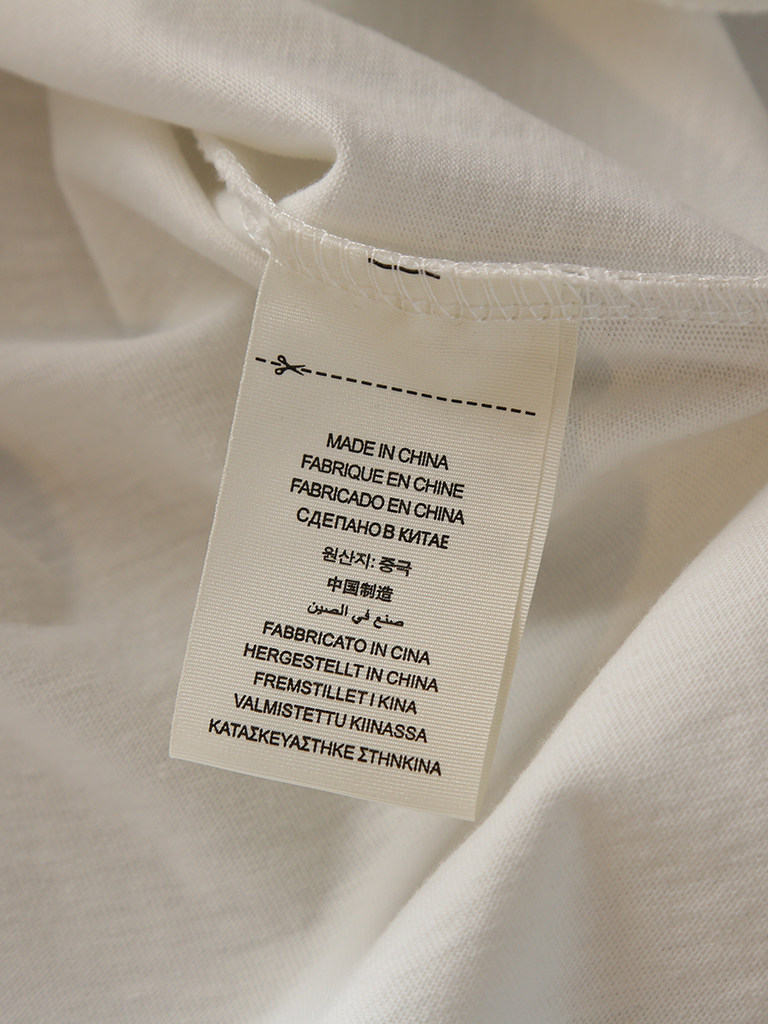 MADE IN CHINA
FABRIQUE EN CHINE
FABRICADO EN CHINA
СДЕПАНО В КИТАЕ
원산지: 중국
中国制造
صنع في الصين
FABBRICATO IN CINA
HERGESTELLT IN CHINA
FREMSTILLET I KINA
VALMISTETTU KIINASSA
ΚΑΤΑΣΚΕΥΑΣΤΗΚΕ ΣΤΗΝΚΙΝΑ